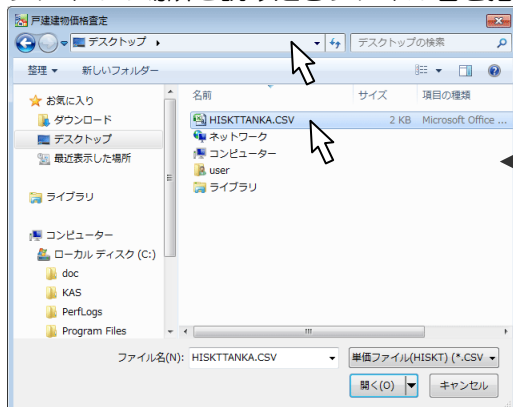 戸建建物価格査定
デスクトップ
デスクトップの検索
整理 新しいフォルダー
名前 サイズ 項目の種類
お気に入り
ダウンロード
デスクトップ
最近表示した場所
ライブラリ
コンピューター
ローカル ディスク (C:)
doc
KAS
PerfLogs
Program Files
HISKTTANKA.CSV 2 KB Microsoft Office ...
ネットワーク
コンピューター
user
ライブラリ
ファイル名(N): HISKTTANKA.CSV 単価ファイル(HISKT) (*.CSV
開く(O) キャンセル